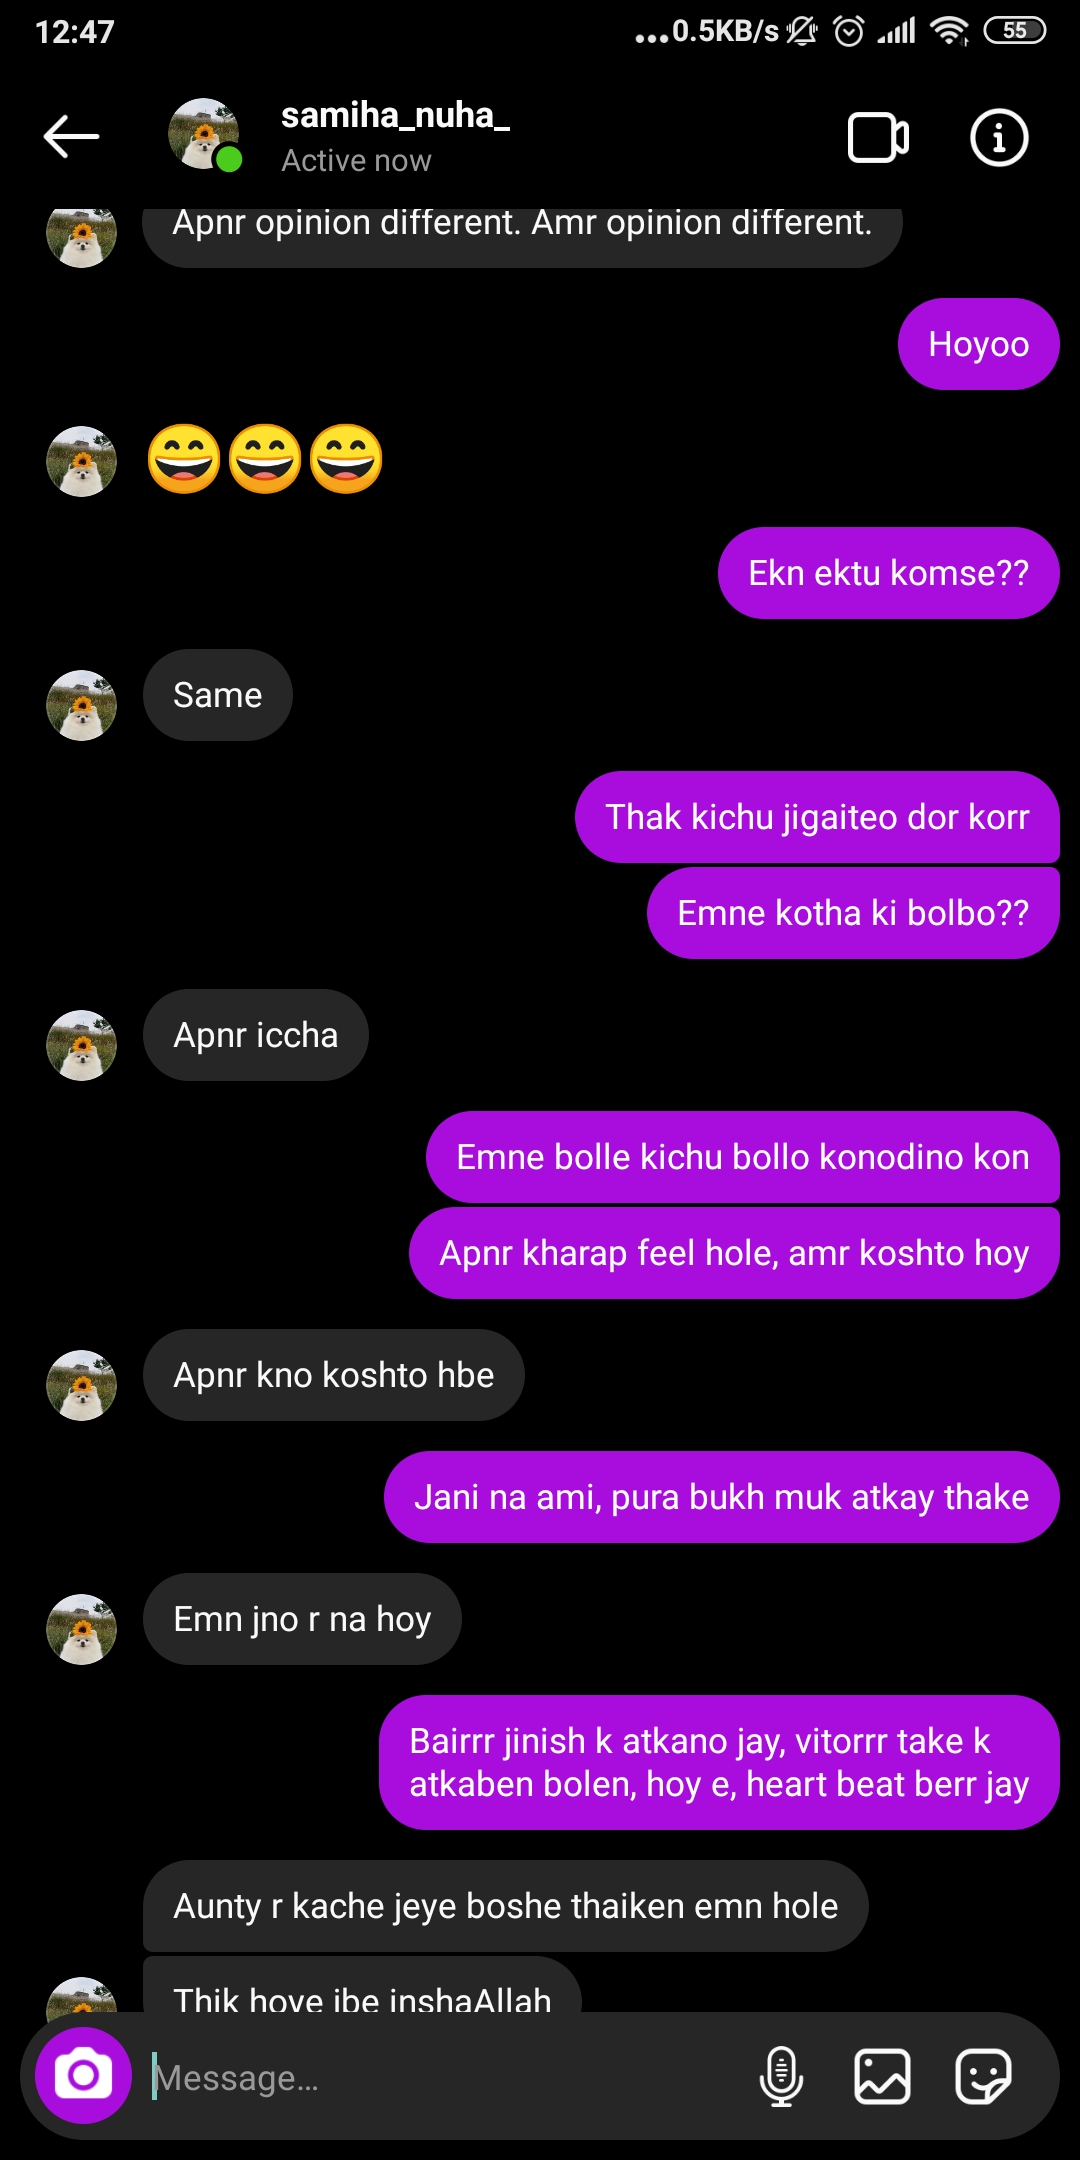 12:47
...0.5KB/s
55
samiha_nuha_
Active now
Apnr opinion different. Amr opinion different.
Hoyoo
😄😄😄
Ekn ektu komse??
Same
Thak kichu jigaiteo dor korr
Emne kotha ki bolbo??
Apnr iccha
Emne bolle kichu bollo konodino kon
Apnr kharap feel hole, amr koshto hoy
Apnr kno koshto hbe
Jani na ami, pura bukh muk atkay thake
Emn jno r na hoy
Bairrr jinish k atkano jay, vitorrr take k
atkaben bolen, hoy e, heart beat berr jay
Aunty r kache jeye boshe thaiken emn hole
Thik hoye jbe inshaAllah
Message...